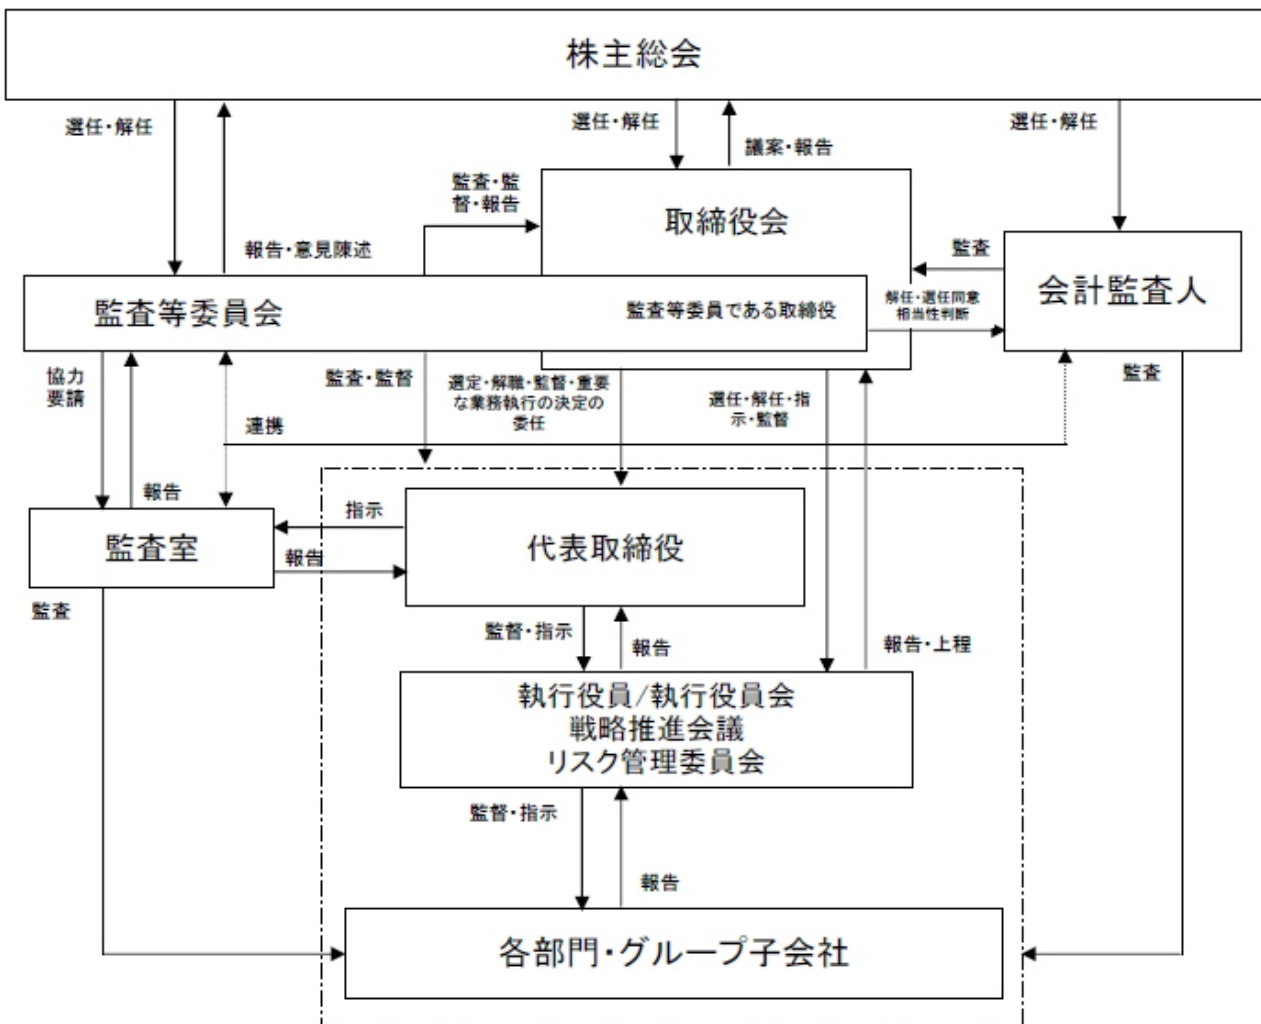 株主総会
選任・解任
選任・解任
選任・解任
議案・報告
監査・監
督・報告
取締役会
報告・意見陳述
監査
会計監査人
監査等委員会
監査等委員である取締役
解任・選任同意
相当性判断
協力
要請
監査・監督
選定・解職・監督・重要
な業務執行の決定の
委任
選任・解任・指
示・監督
監査
連携
報告
指示
監査室
報告
代表取締役
監査
監督・指示
報告
報告・上程
執行役員/執行役員会
戦略推進会議
リスク管理委員会
監督・指示
報告
各部門・グループ子会社